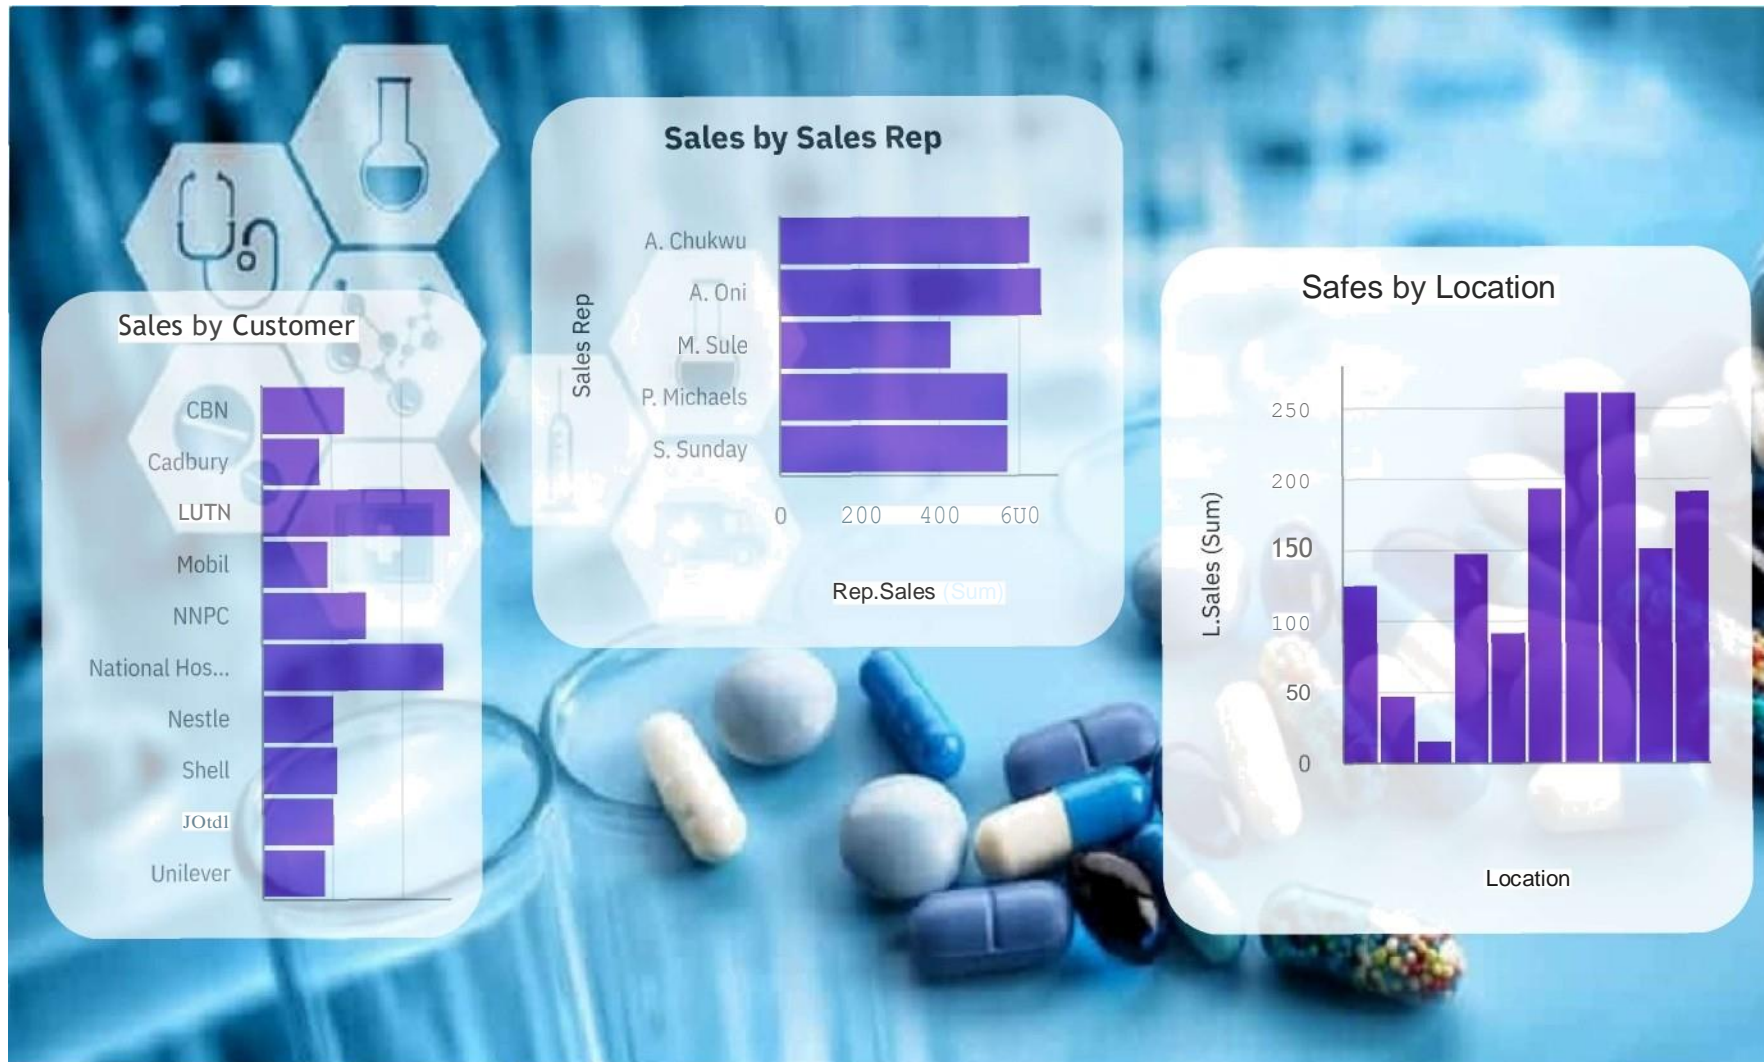 Sales by Customer
CBN
Cadbury
LUTN
Mobil
NNPC
National Hos...
Nestle
Shell
JOtdl
Unilever
Sales by Sales Rep
Sales Rep
A. Chukwu
A. Oni
M. Sule
P. Michaels
S. Sunday
0 200 400 6U0
Rep.Sales (Sum)
Safes by Location
L.Sales (Sum)
250
200
150
100
50
0
Location